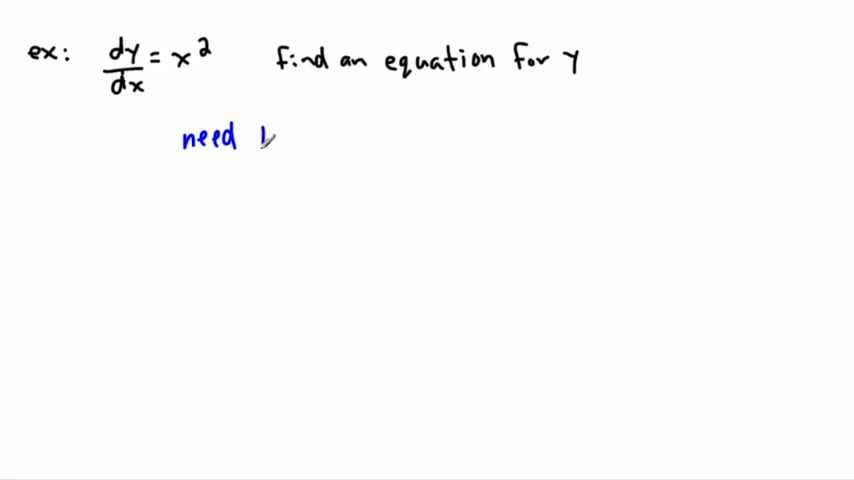 ex: dy/dx = x² find an equation for y
need